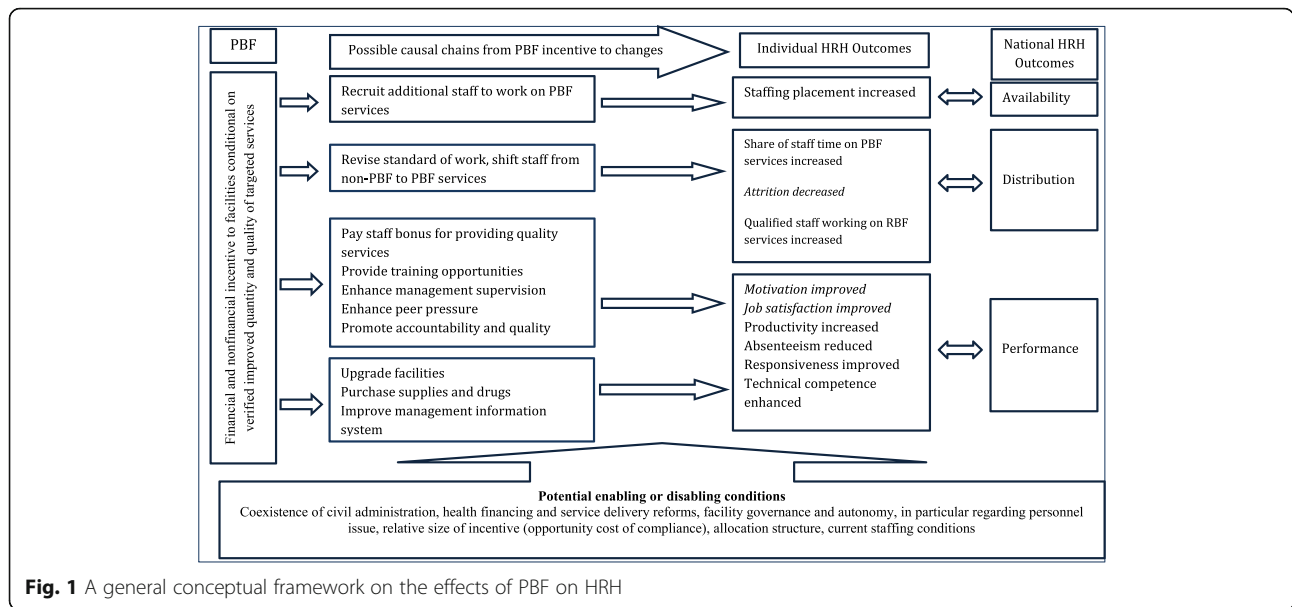 PBF
Possible causal chains from PBF incentive to changes
Individual HRH Outcomes
National HRH
Outcomes
Financial and nonfinancial incentive to facilities conditional on
verified improved quantity and quality of targeted services
Recruit additional staff to work on PBF
services
Staffing placement increased
Availability
Revise standard of work, shift staff from
non-PBF to PBF services
Share of staff time on PBF
services increased
Attrition decreased
Qualified staff working on RBF
services increased
Distribution
Pay staff bonus for providing quality
services
Provide training opportunities
Enhance management supervision
Enhance peer pressure
Promote accountability and quality
Motivation improved
Job satisfaction improved
Productivity increased
Absenteeism reduced
Responsiveness improved
Technical competence
enhanced
Performance
Upgrade facilities
Purchase supplies and drugs
Improve management information
system
Potential enabling or disabling conditions
Coexistence of civil administration, health financing and service delivery reforms, facility governance and autonomy, in particular regarding personnel
issue, relative size of incentive (opportunity cost of compliance), allocation structure, current staffing conditions
Fig. 1 A general conceptual framework on the effects of PBF on HRH